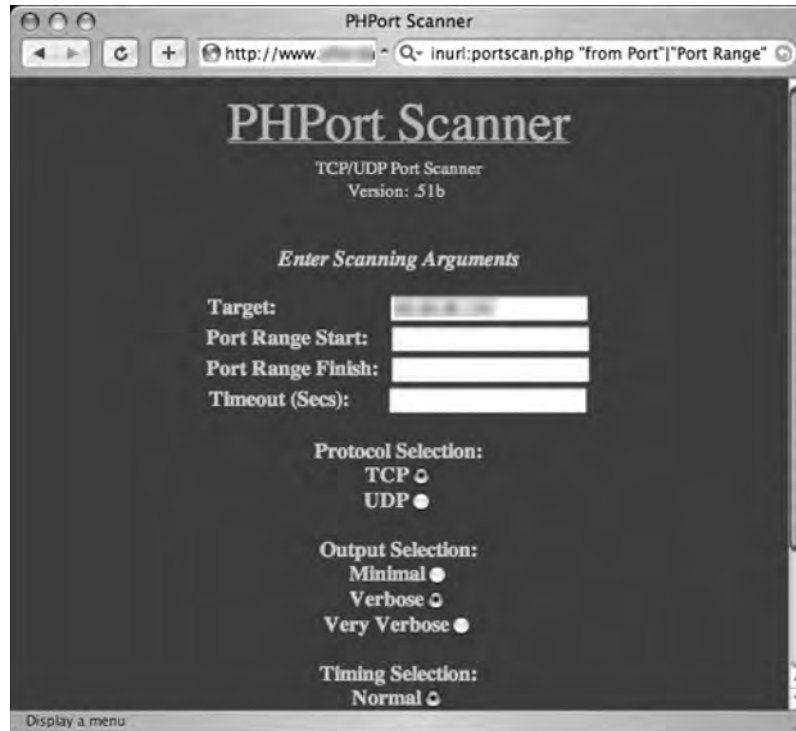 PHPort Scanner
http://www.
inurl:portscan.php "from Port"|"Port Range"
PHPort Scanner
TCP/UDP Port Scanner
Version: .51b
Enter Scanning Arguments
Target:
Port Range Start:
Port Range Finish:
Timeout (Secs):
Protocol Selection:
TCP
UDP
Output Selection:
Minimal
Verbose
Very Verbose
Timing Selection:
Normal
Display a menu